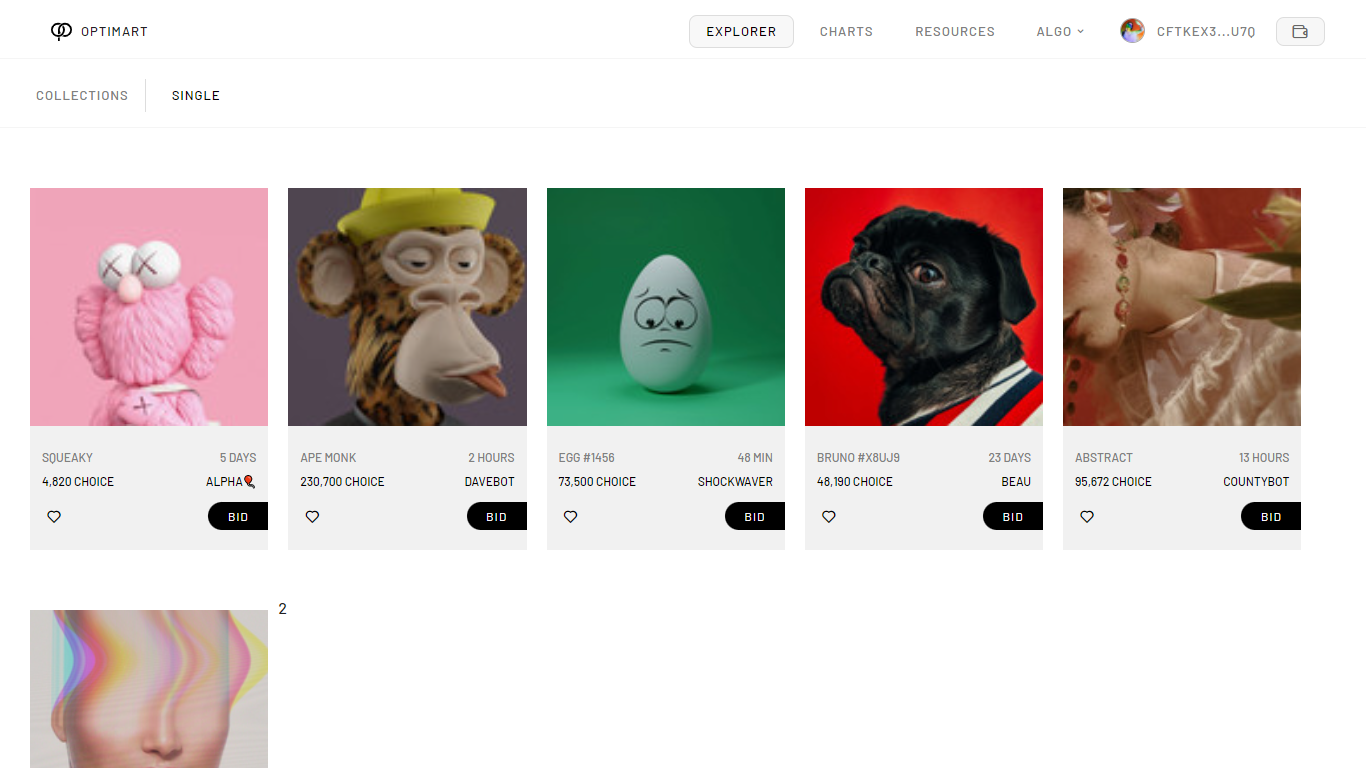 OPTIMART
EXPLORER
CHARTS
RESOURCES
ALGO
CFTKEX3...U7Q
COLLECTIONS
SINGLE
SQUEAKY 5 DAYS
4,820 CHOICE ALPHA
BID
APE MONK 2 HOURS
230,700 CHOICE DAVEBOT
BID
EGG #1456 48 MIN
73,500 CHOICE SHOCKWAVER
BID
BRUNO #X8UJ9 23 DAYS
48,190 CHOICE BEAU
BID
ABSTRACT 13 HOURS
95,672 CHOICE COUNTYBOT
BID
2